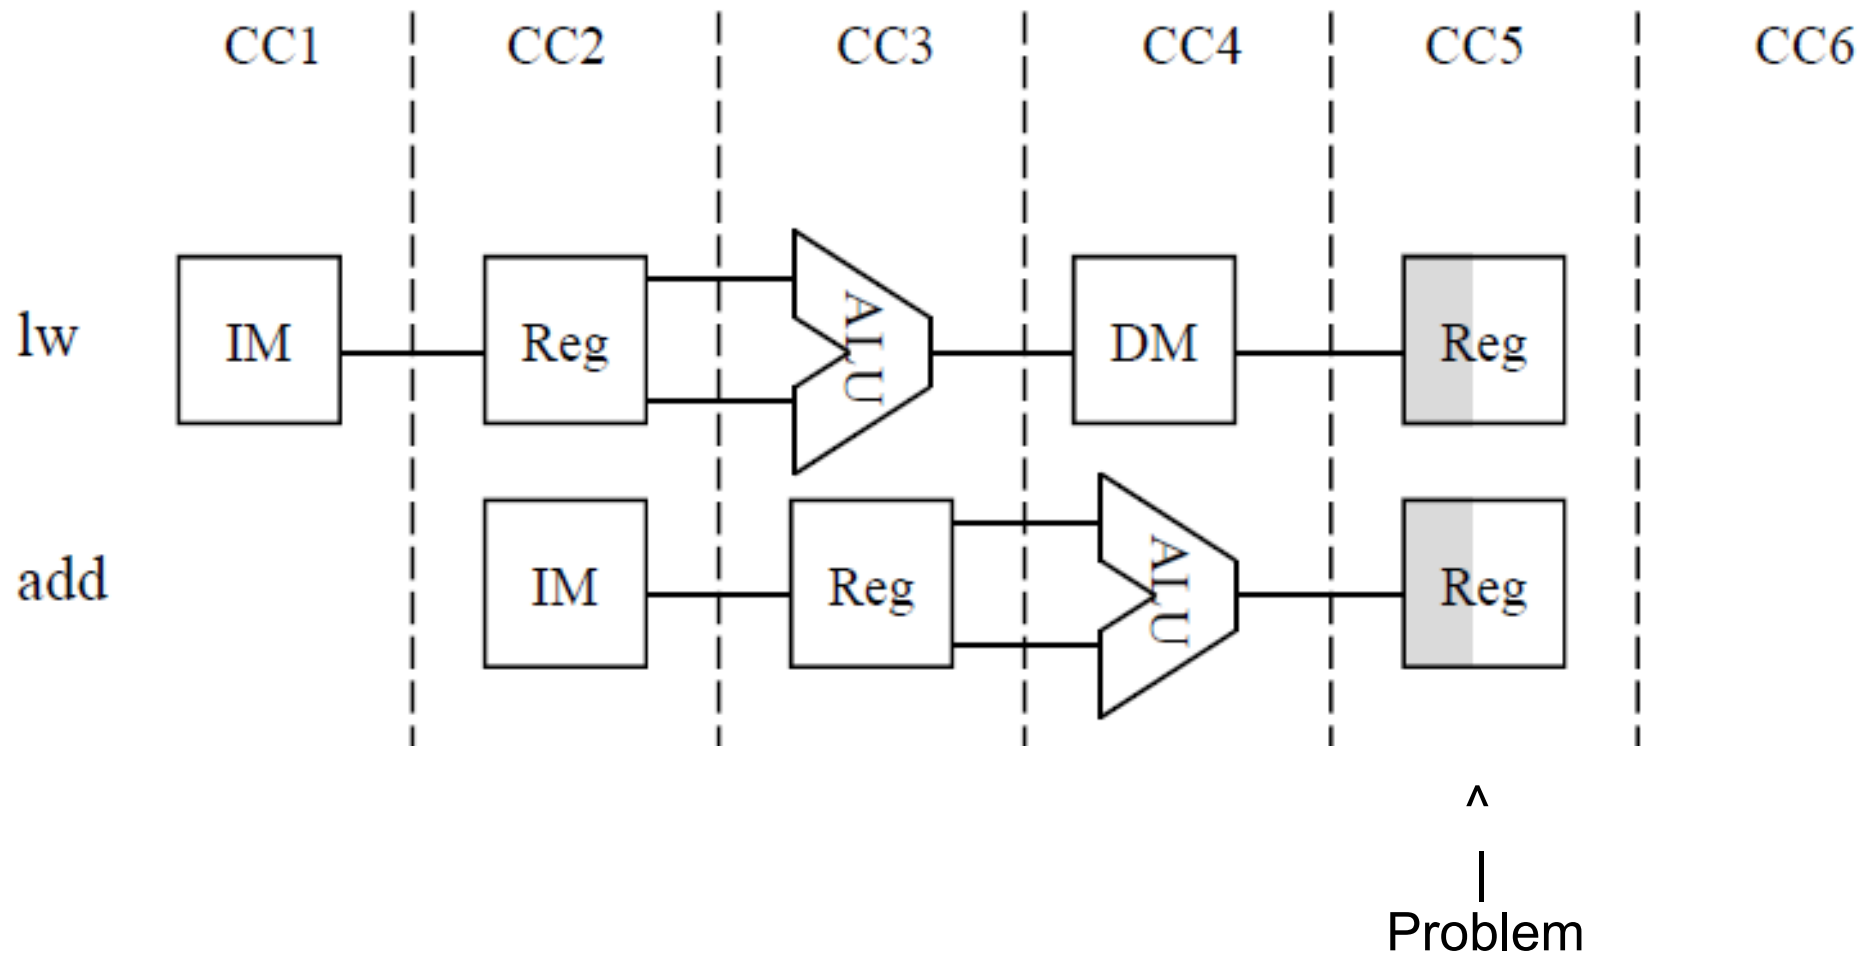 CC1 CC2 CC3 CC4 CC5 CC6
lw IM Reg ALU DM Reg
add IM Reg ALU Reg
^
|
Problem